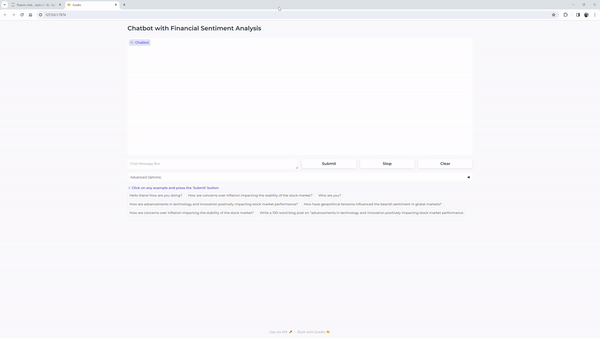 Gradio
127.0.0.1:7874
Chatbot with Financial Sentiment Analysis
Chatbot
Chat Message Box
Submit
Stop
Clear
Advanced Options:
Click on any example and press the 'Submit' button
Hello there! How are you doing?
How are concerns over inflation impacting the stability of the stock market?
Who are you?
How are advancements in technology and innovation positively impacting stock market performance?
How have geopolitical tensions influenced the bearish sentiment in global markets?
How are concerns over inflation impacting the stability of the stock market?
Write a 100-word blog post on "advancements in technology and innovation positively impacting stock market performance.
Use via API
Built with Gradio